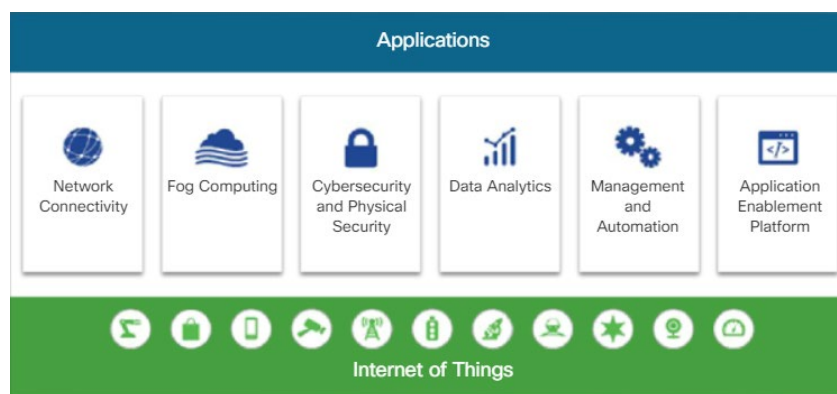 Applications
Network
Connectivity
Fog Computing
Cybersecurity
and Physical
Security
Data Analytics
Management
and
Automation
</>
Application
Enablement
Platform
Internet of Things